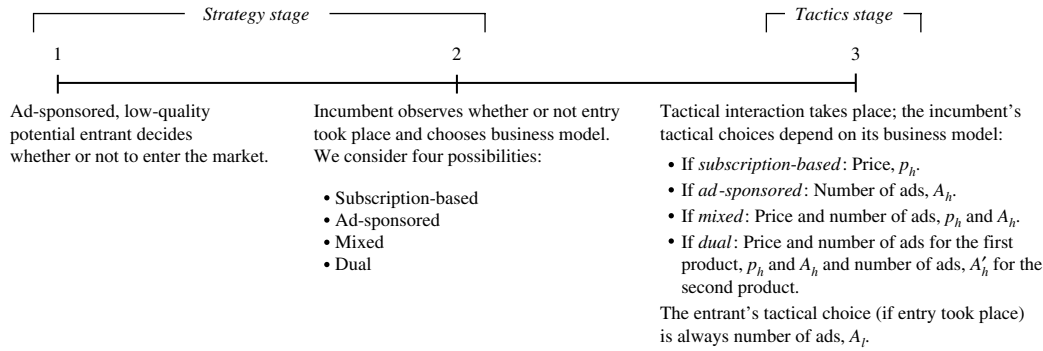 Strategy stage
Tactics stage
1
2
3
Ad-sponsored, low-quality
potential entrant decides
whether or not to enter the market.
Incumbent observes whether or not entry
took place and chooses business model.
We consider four possibilities:
• Subscription-based
• Ad-sponsored
• Mixed
• Dual
Tactical interaction takes place; the incumbent's
tactical choices depend on its business model:
• If subscription-based: Price, p_h.
• If ad-sponsored: Number of ads, A_h.
• If mixed: Price and number of ads, p_h and A_h.
• If dual: Price and number of ads for the first
product, p_h and A_h and number of ads, A'_h for the
second product.
The entrant's tactical choice (if entry took place)
is always number of ads, A_l.